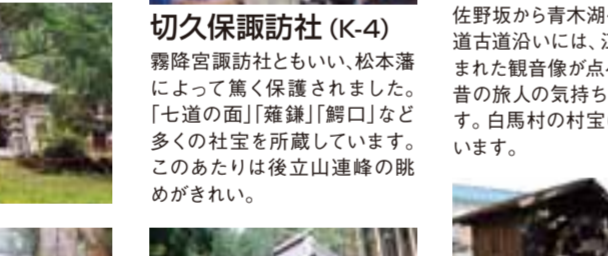 切久保諏訪社 (K-4)
霧降宮諏訪社ともいい、松本藩
によって篤く保護されました。
「七道の面」「薙鎌」「鰐口」など
多くの社宝を所蔵しています。
このあたりは後立山連峰の眺
めがきれい。
佐野坂から青木湖
道古道沿いには、
まれた観音像が点
昔の旅人の気持ち
す。白馬村の村宝
います。